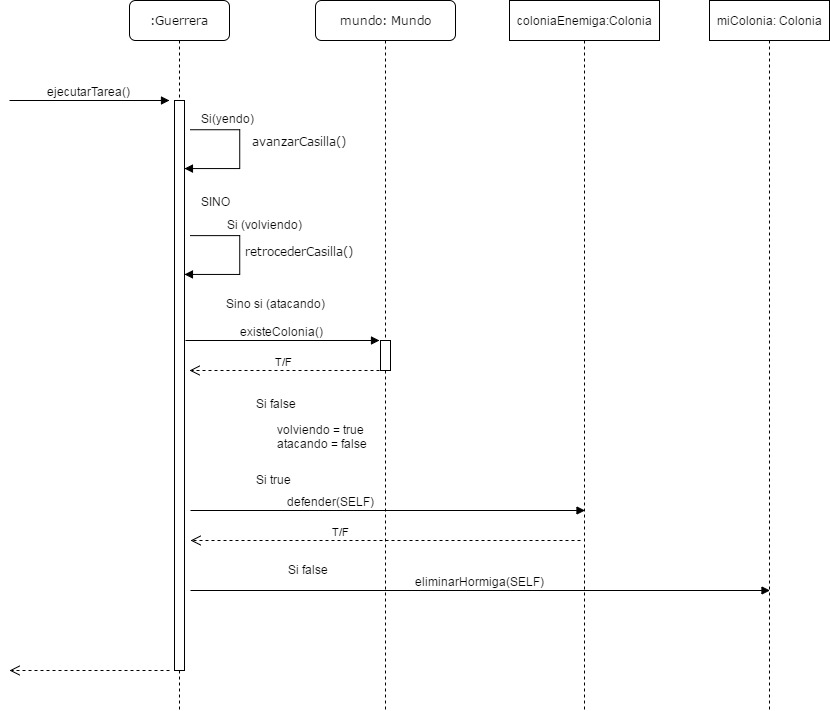 :Guerrera
mundo: Mundo
coloniaEnemiga:Colonia
miColonia: Colonia
ejecutarTarea()
Si(yendo)
avanzarCasilla()
SINO
Si (volviendo)
retrocederCasilla()
Sino si (atacando)
existeColonia()
T/F
Si false
volviendo = true
atacando = false
Si true
defender(SELF)
T/F
Si false
eliminarHormiga(SELF)